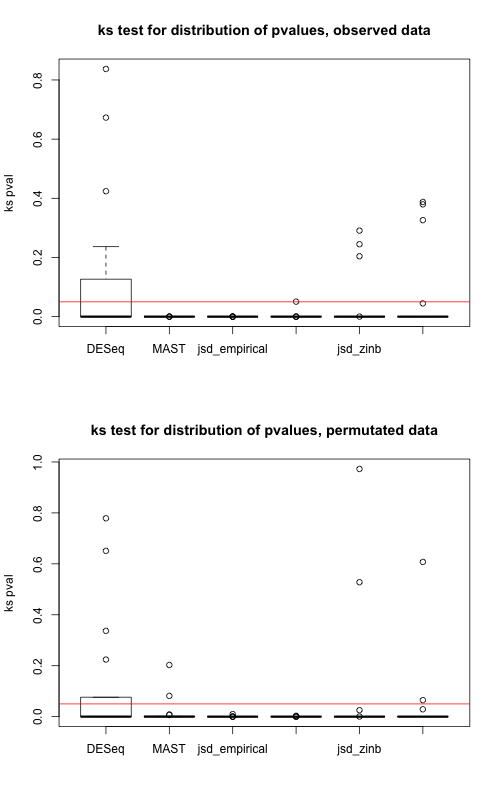 ks test for distribution of pvalues, observed data
ks pval
0.8
0.6
0.4
0.2
0.0
DESeq MAST jsd_empirical jsd_zinb
ks test for distribution of pvalues, permutated data
ks pval
1.0
0.8
0.6
0.4
0.2
0.0
DESeq MAST jsd_empirical jsd_zinb